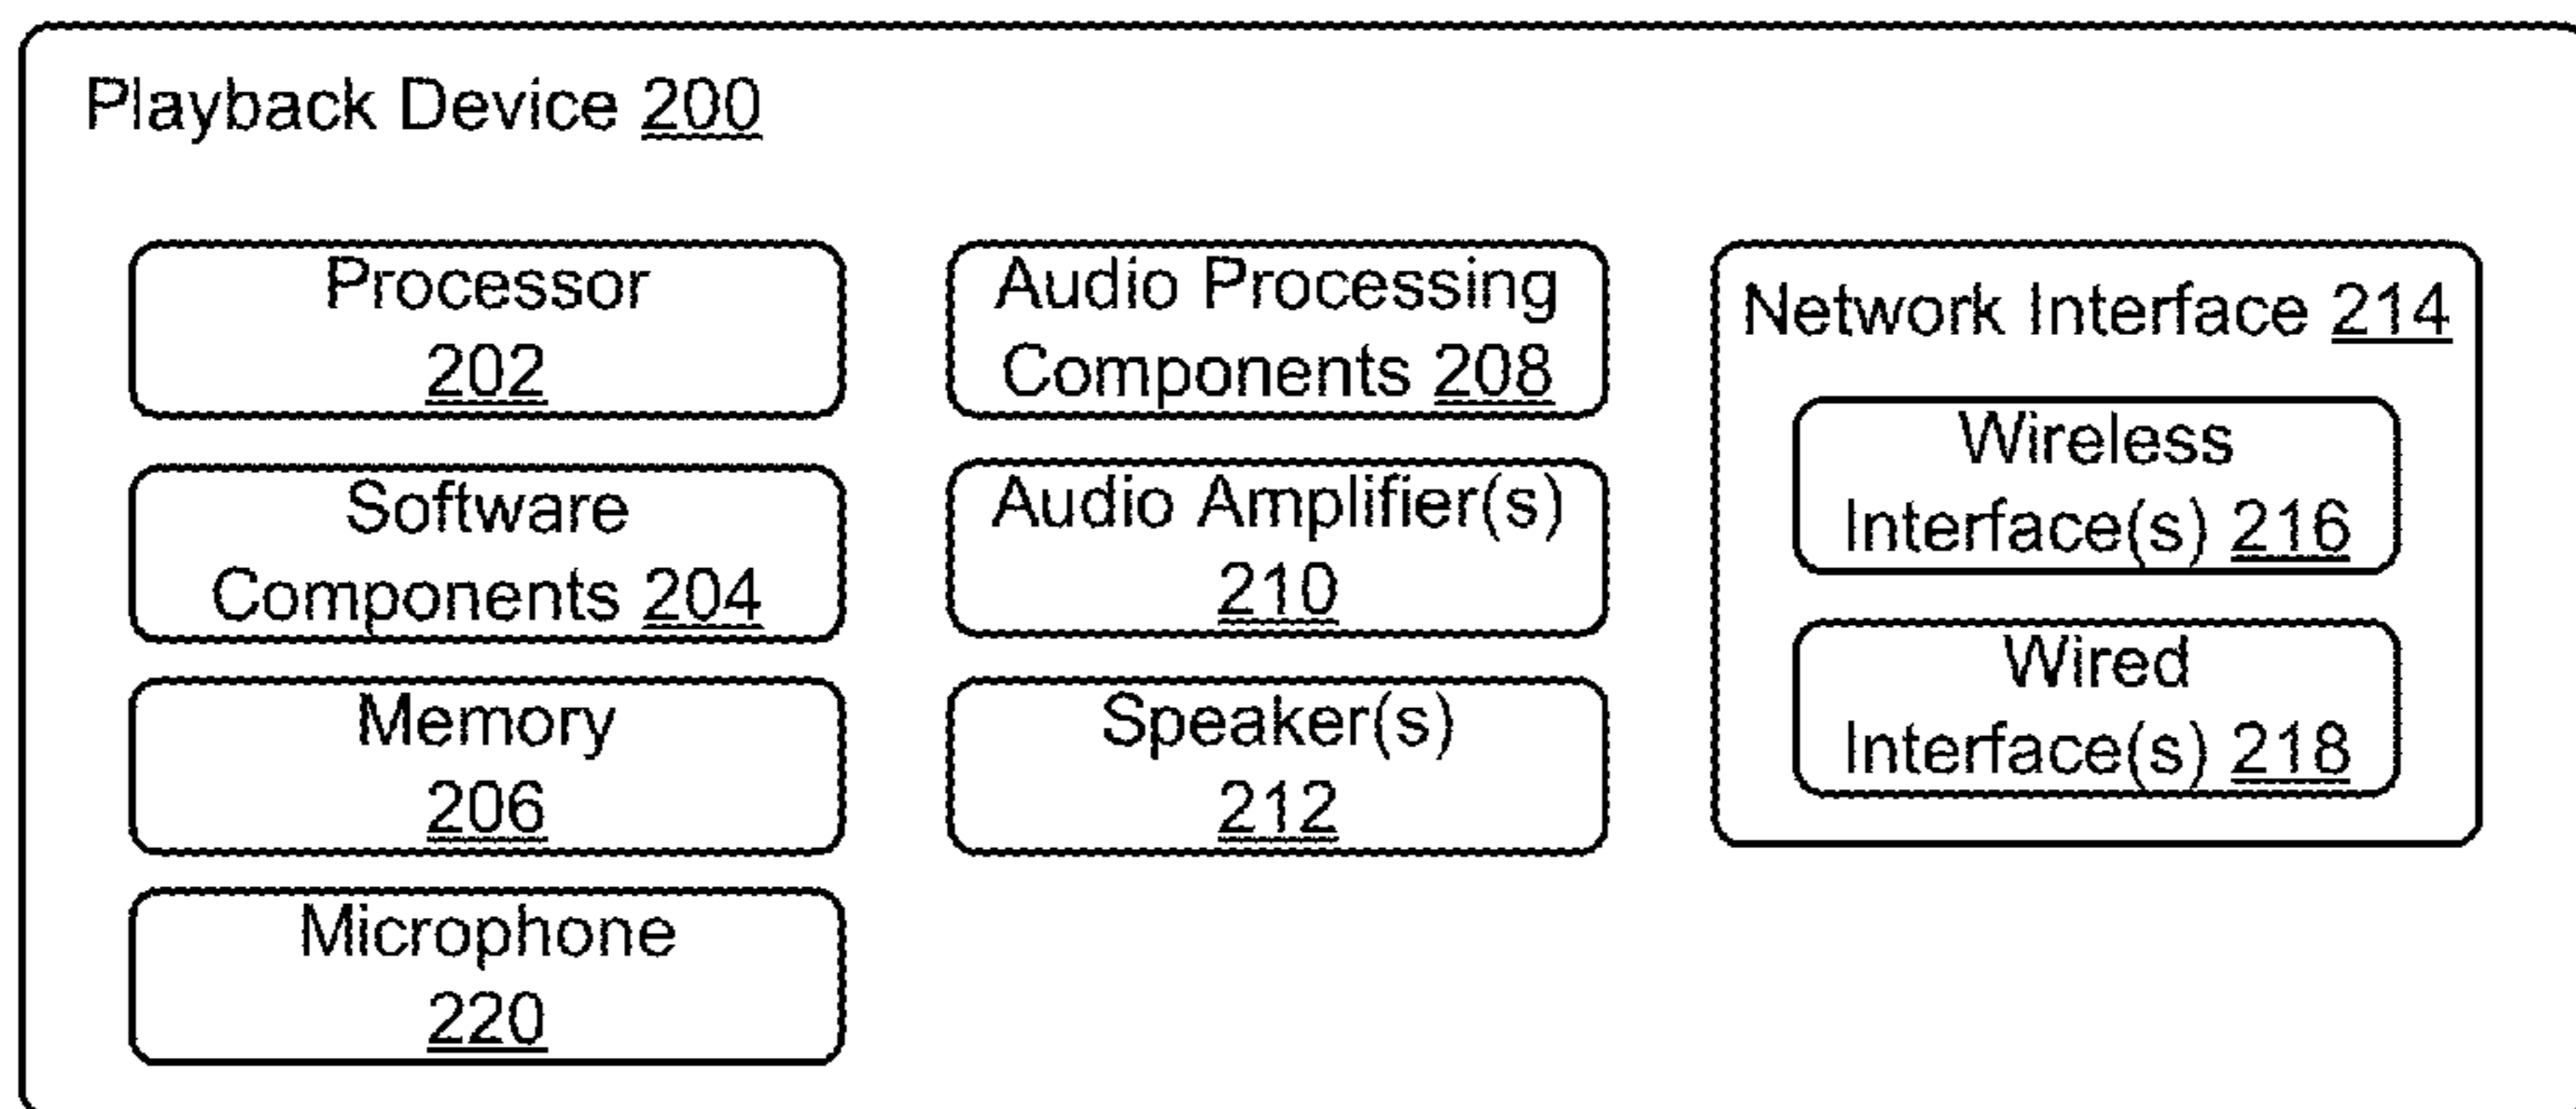 Playback Device 200
Processor
202
Software
Components 204
Memory
206
Microphone
220
Audio Processing
Components 208
Audio Amplifier(s)
210
Speaker(s)
212
Network Interface 214
Wireless
Interface(s) 216
Wired
Interface(s) 218